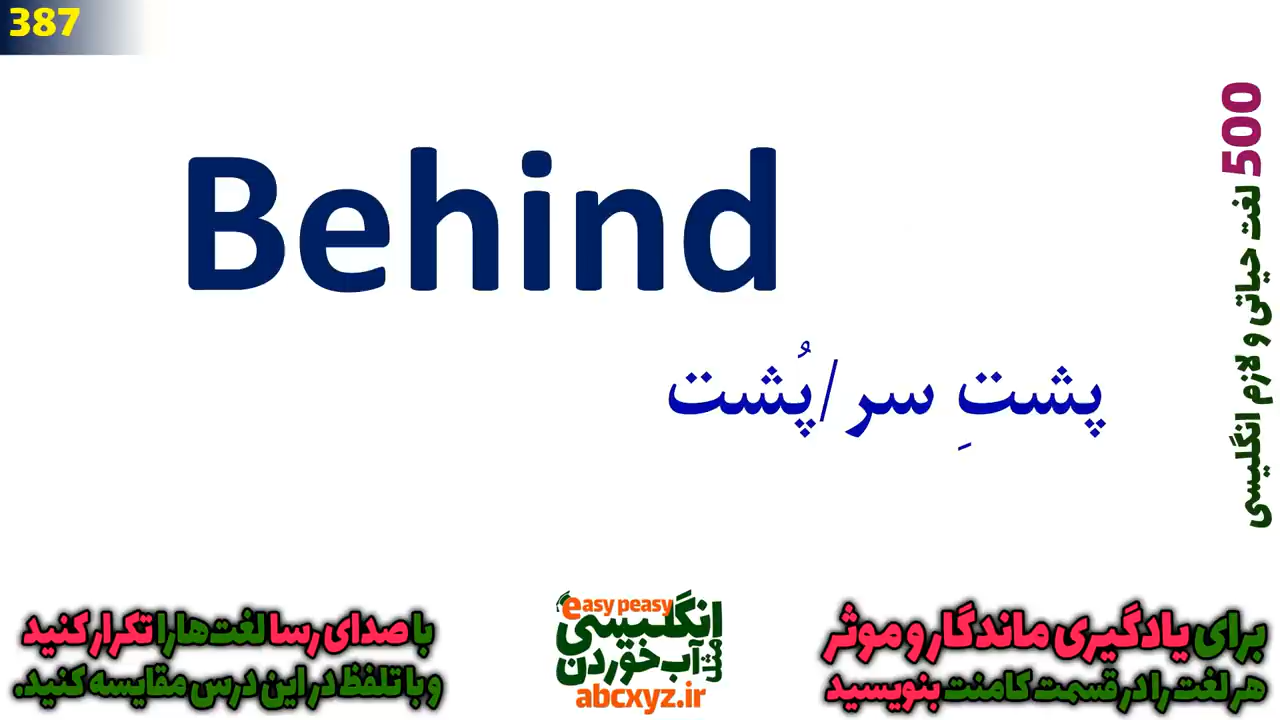 387
Behind
پشتِ سر/پُشت
500 لغت حیاتی و لازم انگلیسی
با صدای رسا لغت‌ها را تکرار کنید
و با تلفظ در این درس مقایسه کنید.
easy peasy
انگلیسی
مثل آب خوردن
abcxyz.ir
برای یادگیری ماندگار و موثر
هر لغت را در قسمت کامنت بنویسید